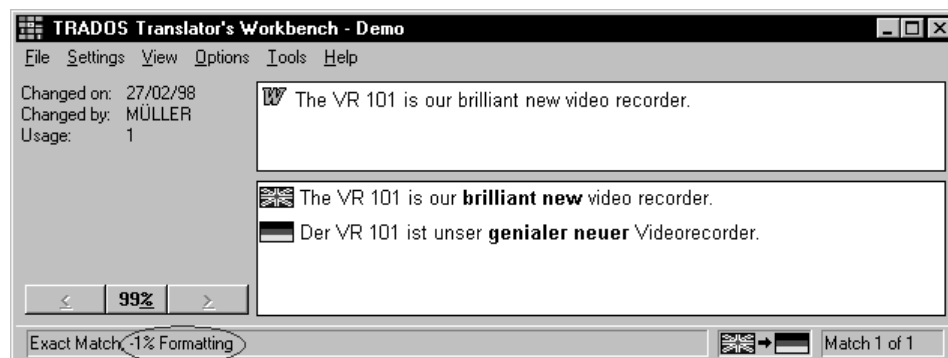 TRADOS Translator's Workbench - Demo
File Settings View Options Tools Help
Changed on: 27/02/98
Changed by: MÜLLER
Usage: 1
W The VR 101 is our brilliant new video recorder.
The VR 101 is our brilliant new video recorder.
Der VR 101 ist unser genialer neuer Videorecorder.
< 99% >
Exact Match, -1% Formatting
Match 1 of 1